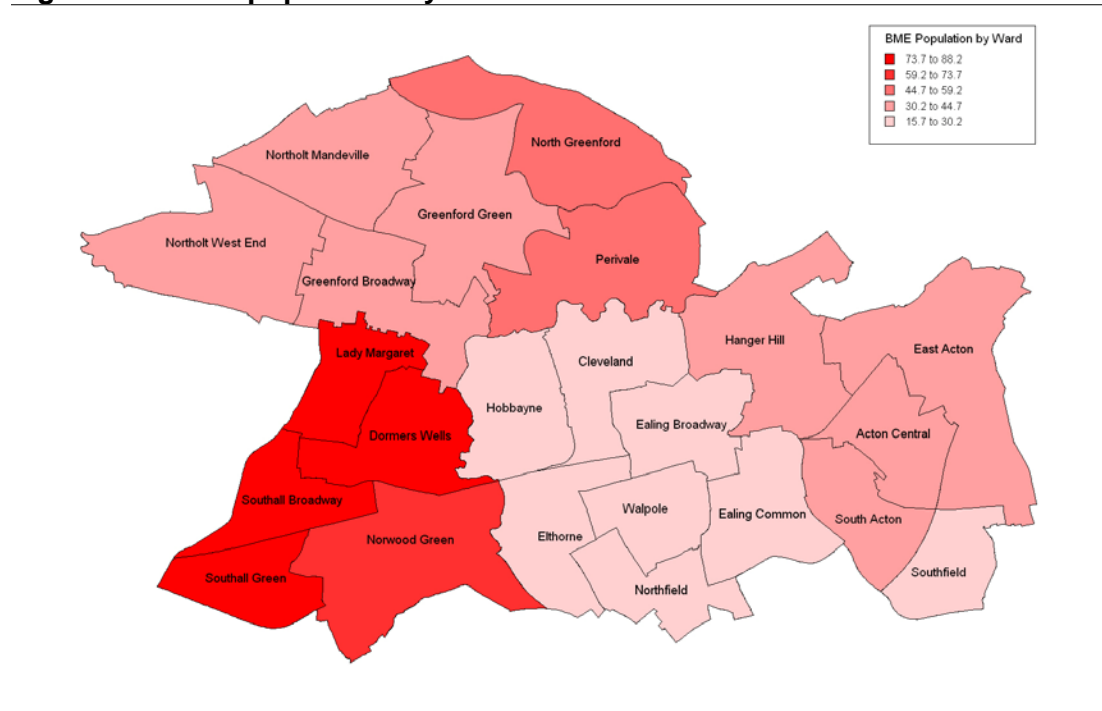 BME Population by Ward
73.7 to 88.2
59.2 to 73.7
44.7 to 59.2
30.2 to 44.7
15.7 to 30.2
North Greenford
Northolt Mandeville
Greenford Green
Northolt West End
Perivale
Greenford Broadway
Hanger Hill
East Acton
Lady Margaret
Cleveland
Hobbayne
Ealing Broadway
Dormers Wells
Acton Central
Southall Broadway
Walpole
Ealing Common
South Acton
Elthorne
Norwood Green
Southfield
Southall Green
Northfield